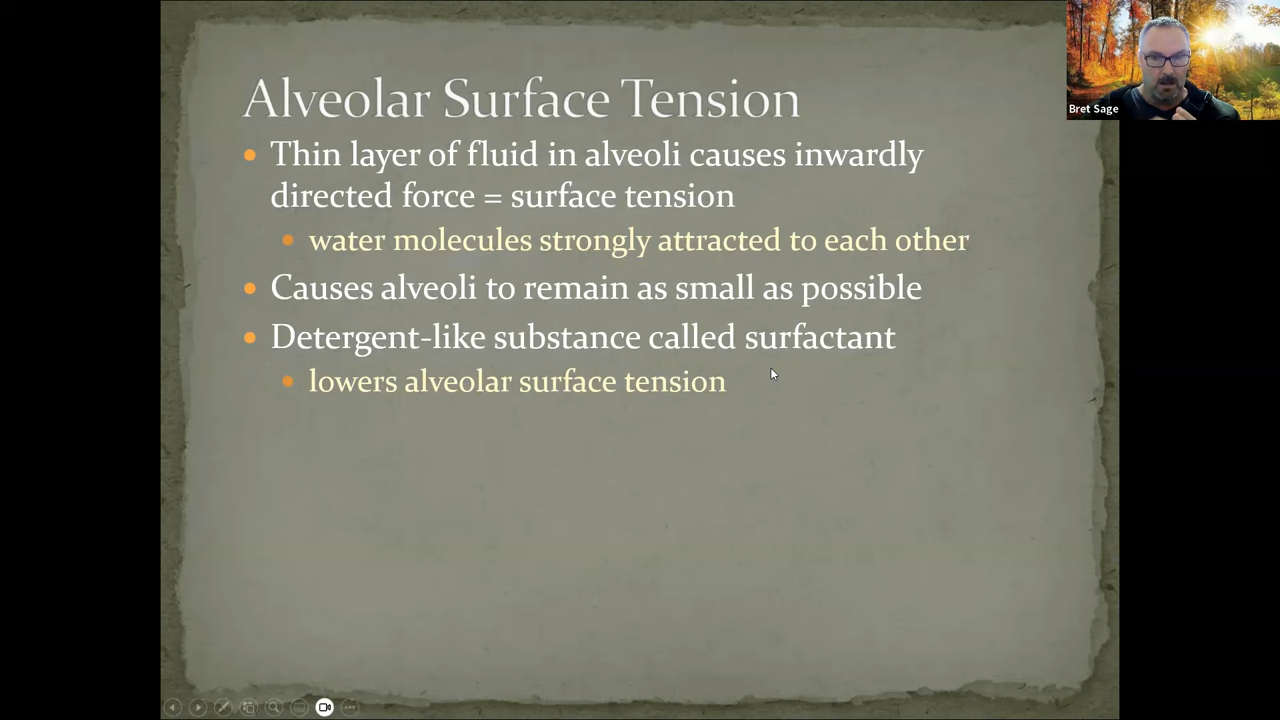 Alveolar Surface Tension
Thin layer of fluid in alveoli causes inwardly
directed force = surface tension
water molecules strongly attracted to each other
Causes alveoli to remain as small as possible
Detergent-like substance called surfactant
lowers alveolar surface tension
Bret Sage